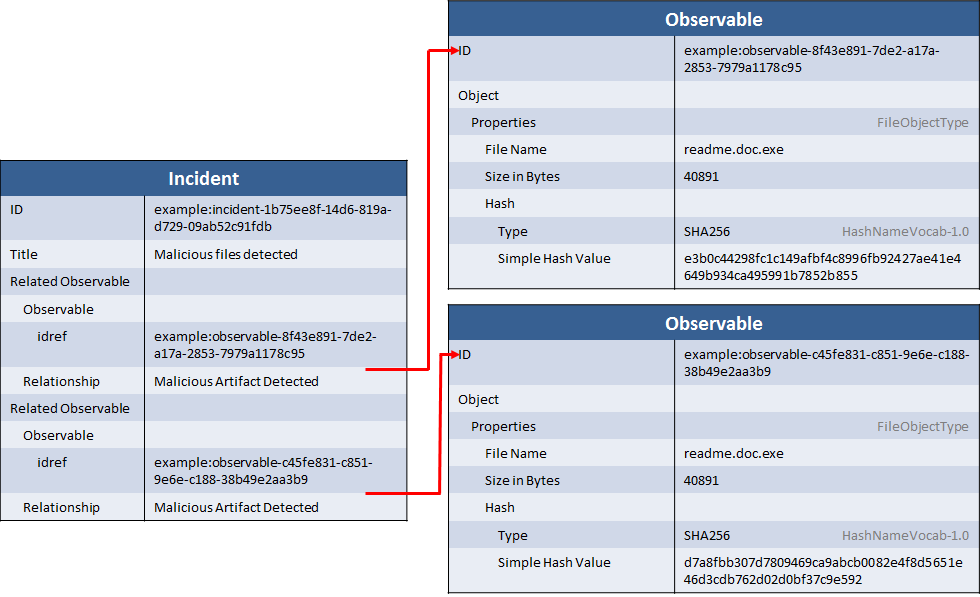 Incident
ID
example:incident-1b75ee8f-14d6-819a-
d729-09ab52c91fdb
Title
Malicious files detected
Related Observable
Observable
idref
example:observable-8f43e891-7de2-
a17a-2853-7979a1178c95
Relationship
Malicious Artifact Detected
Related Observable
Observable
idref
example:observable-c45fe831-c851-
9e6e-c188-38b49e2aa3b9
Relationship
Malicious Artifact Detected
Observable
ID
example:observable-8f43e891-7de2-a17a-
2853-7979a1178c95
Object
Properties
FileObjectType
File Name
readme.doc.exe
Size in Bytes
40891
Hash
Type
SHA256
HashNameVocab-1.0
Simple Hash Value
e3b0c44298fc1c149afbf4c8996fb92427ae41e4
649b934ca495991b7852b855
Observable
ID
example:observable-c45fe831-c851-9e6e-c188-
38b49e2aa3b9
Object
Properties
FileObjectType
File Name
readme.doc.exe
Size in Bytes
40891
Hash
Type
SHA256
HashNameVocab-1.0
Simple Hash Value
d7a8fbb307d7809469ca9abcb0082e4f8d5651e
46d3cdb762d02d0bf37c9e592